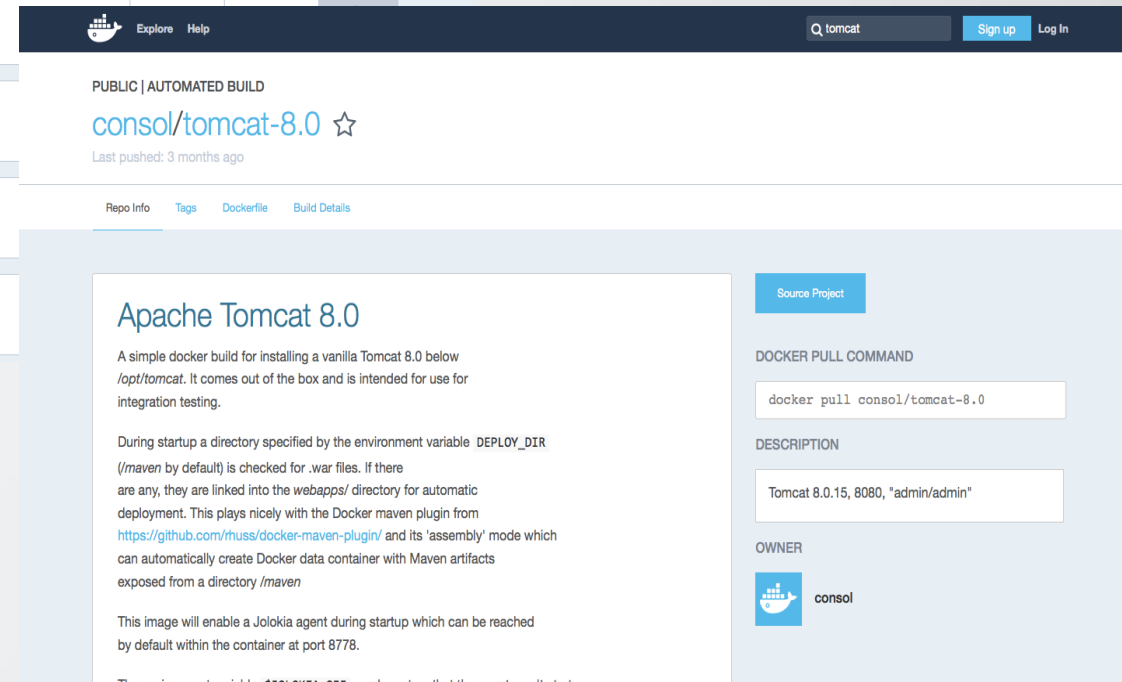 Explore Help
tomcat
Sign up Log In
PUBLIC | AUTOMATED BUILD
consol/tomcat-8.0
Last pushed: 3 months ago
Repo Info Tags Dockerfile Build Details
Apache Tomcat 8.0
A simple docker build for installing a vanilla Tomcat 8.0 below
/opt/tomcat. It comes out of the box and is intended for use for
integration testing.
During startup a directory specified by the environment variable DEPLOY_DIR
(/maven by default) is checked for .war files. If there
are any, they are linked into the webapps/ directory for automatic
deployment. This plays nicely with the Docker maven plugin from
https://github.com/rhuss/docker-maven-plugin/ and its 'assembly' mode which
can automatically create Docker data container with Maven artifacts
exposed from a directory /maven
This image will enable a Jolokia agent during startup which can be reached
by default within the container at port 8778.
Source Project
DOCKER PULL COMMAND
docker pull consol/tomcat-8.0
DESCRIPTION
Tomcat 8.0.15, 8080, "admin/admin"
OWNER
consol